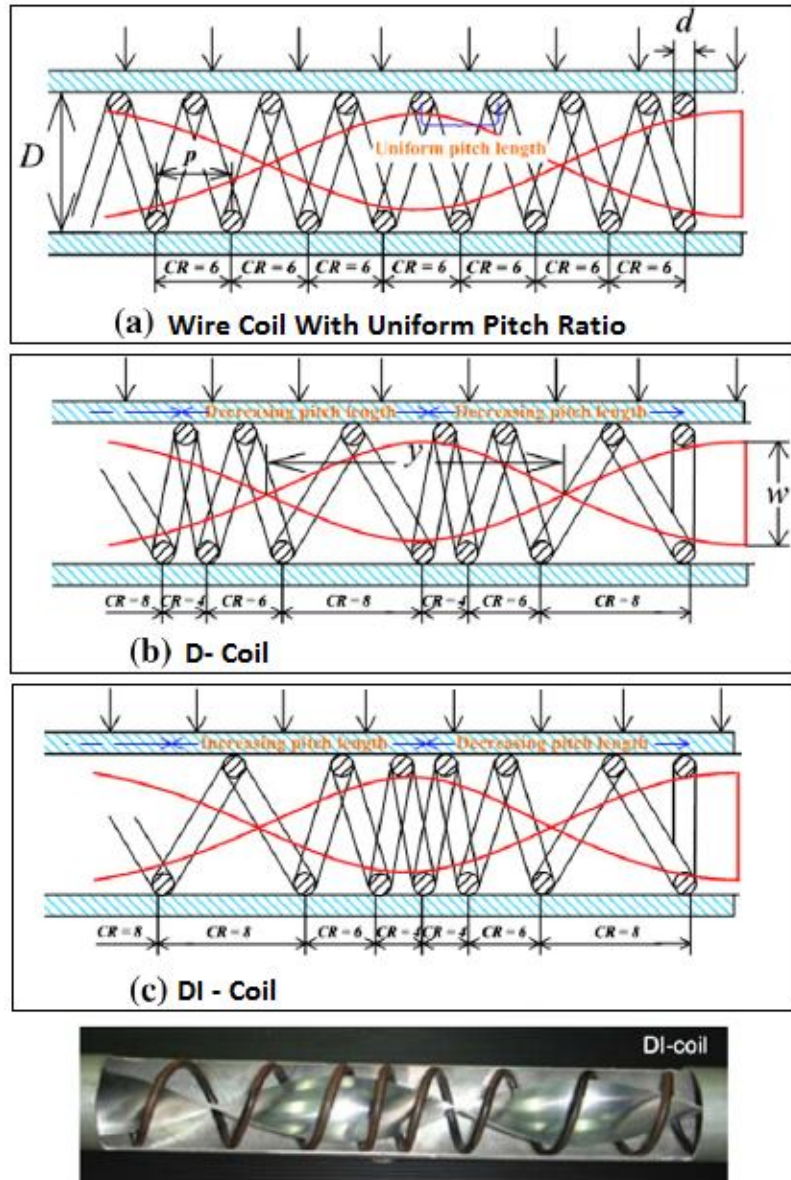 d
D
p
Uniform pitch length
CR = 6 CR = 6 CR = 6 CR = 6 CR = 6 CR = 6 CR = 6
(a) Wire Coil With Uniform Pitch Ratio
Decreasing pitch length Decreasing pitch length
y
w
CR = 8 CR = 4 CR = 6 CR = 8 CR = 4 CR = 6 CR = 8
(b) D- Coil
Increasing pitch length Decreasing pitch length
CR = 8 CR = 8 CR = 6 CR = 4 CR = 4 CR = 6 CR = 8
(c) DI - Coil
DI-coil